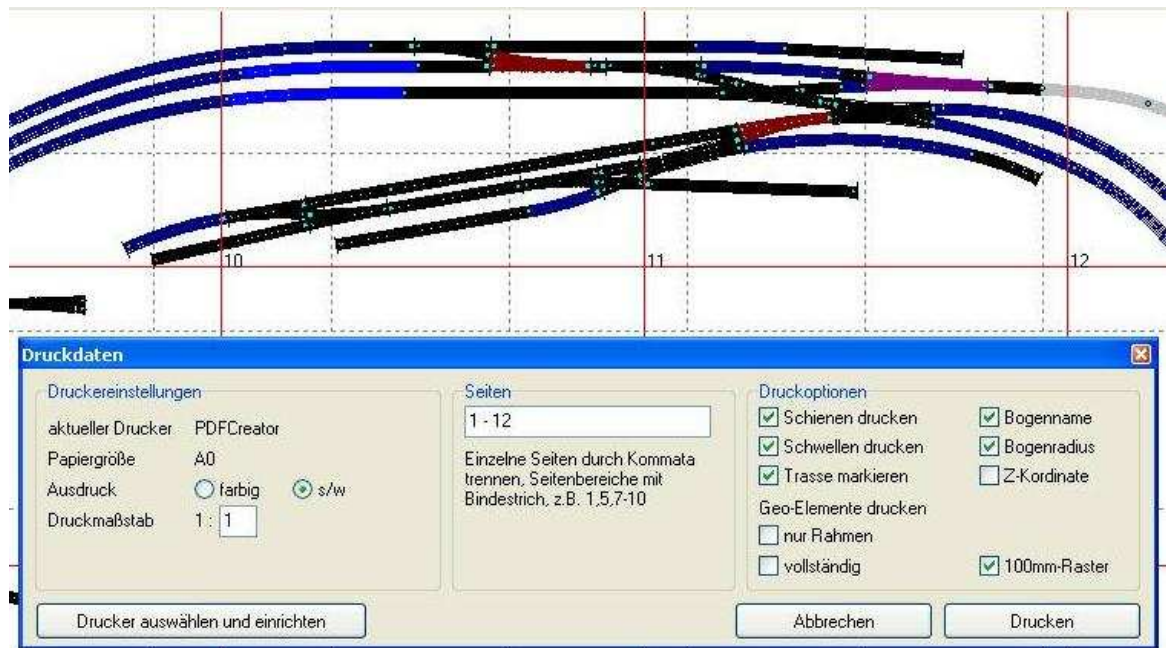 10
11
12
Druckdaten
Druckereinstellungen
aktueller Drucker PDFCreator
Papiergröße A0
Ausdruck farbig s/w
Druckmaßstab 1 : 1
Seiten
1 - 12
Einzelne Seiten durch Kommata
trennen, Seitenbereiche mit
Bindestrich, z.B. 1,5,7-10
Druckoptionen
Schienen drucken Bogenname
Schwellen drucken Bogenradius
Trasse markieren Z-Kordinate
Geo-Elemente drucken
nur Rahmen
vollständig 100mm-Raster
Drucker auswählen und einrichten
Abbrechen
Drucken